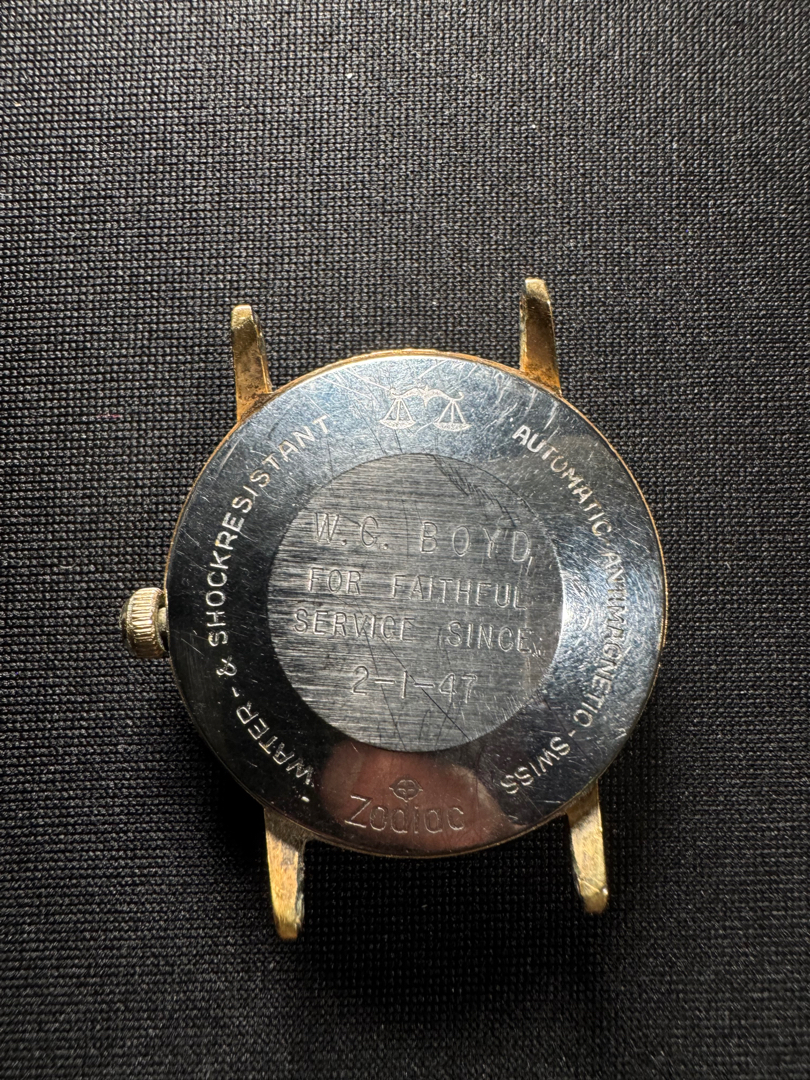 W.G. BOYD
FOR FAITHFUL
SERVICE SINCE
2-1-47
WATER- & SHOCKRESISTANT
AUTOMATIC ANTIMAGNETIC - SWISS
Zodiac